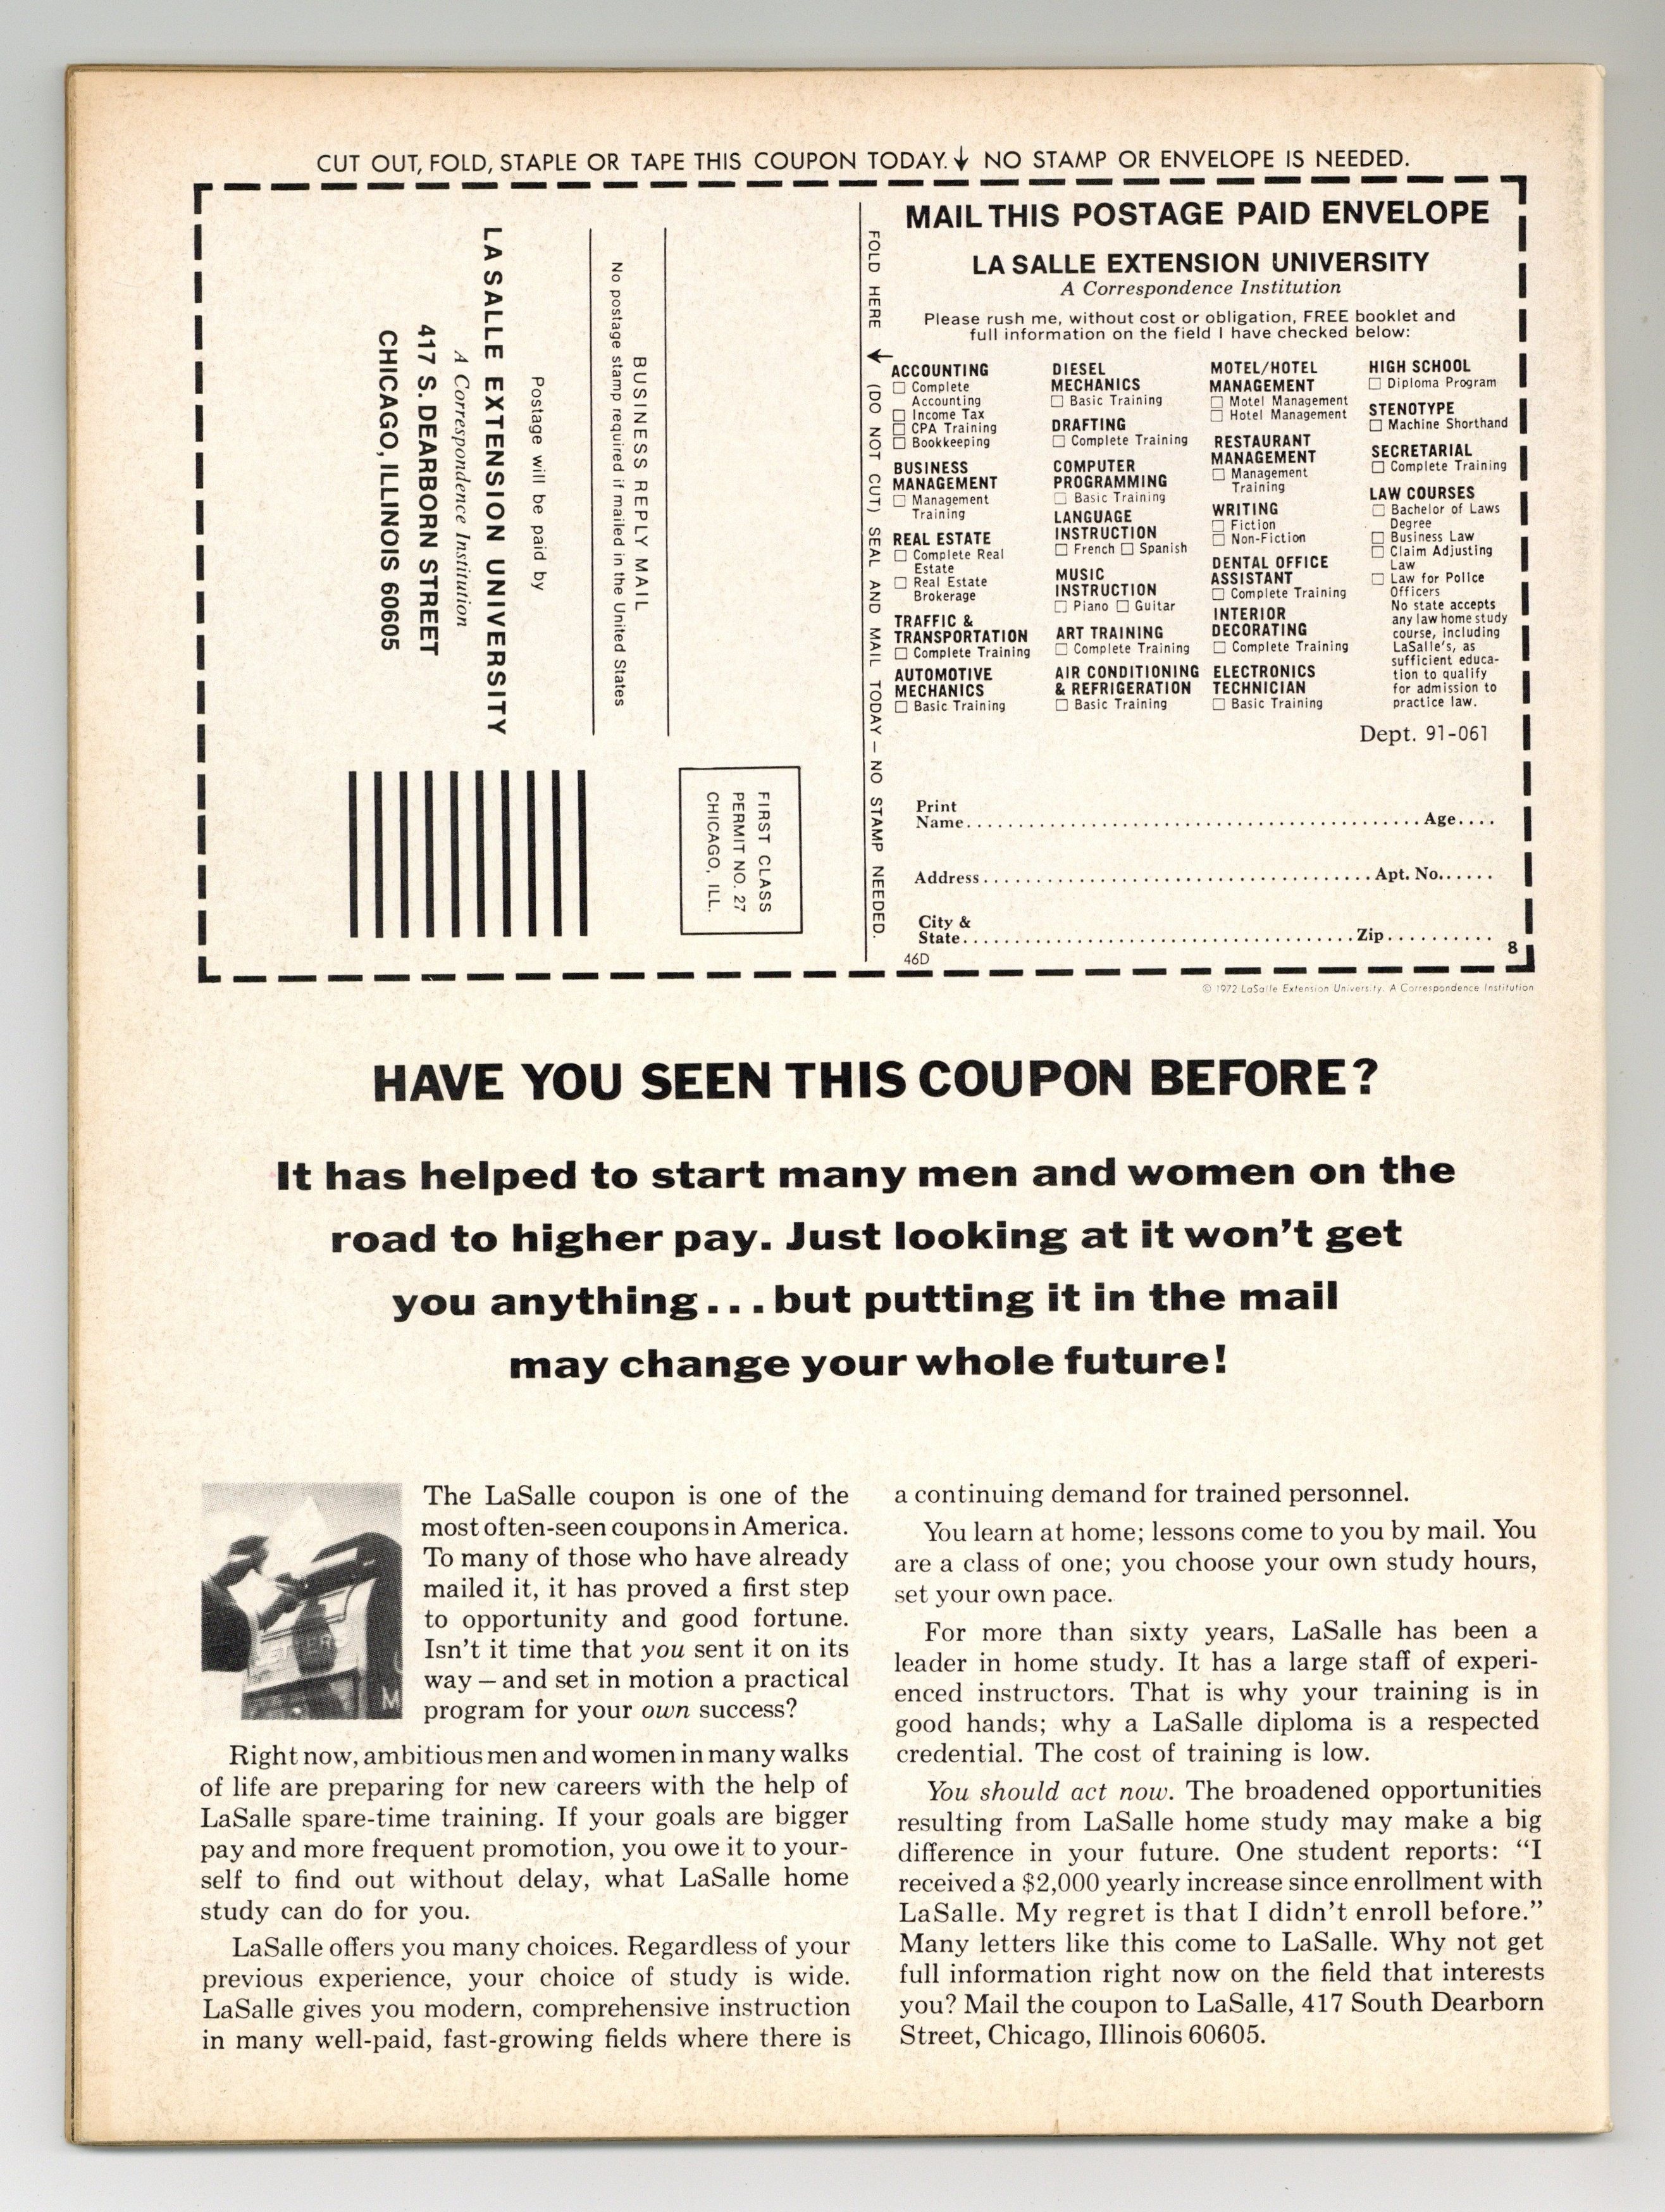 CUT OUT, FOLD, STAPLE OR TAPE THIS COUPON TODAY.↓ NO STAMP OR ENVELOPE IS NEEDED.
BUSINESS REPLY MAIL
No postage stamp required if mailed in the United States
Postage will be paid by
LA SALLE EXTENSION UNIVERSITY
A Correspondence Institution
417 S. DEARBORN STREET
CHICAGO, ILLINOIS 60605
FIRST CLASS
PERMIT NO. 27
CHICAGO, ILL.
FOLD HERE ↓ (DO NOT CUT) SEAL AND MAIL TODAY — NO STAMP NEEDED.
MAIL THIS POSTAGE PAID ENVELOPE
LA SALLE EXTENSION UNIVERSITY
A Correspondence Institution
Please rush me, without cost or obligation, FREE booklet and
full information on the field I have checked below:
ACCOUNTING
☐ Complete
Accounting
☐ Income Tax
☐ CPA Training
☐ Bookkeeping
BUSINESS
MANAGEMENT
☐ Management
Training
REAL ESTATE
☐ Complete Real
Estate
☐ Real Estate
Brokerage
TRAFFIC &
TRANSPORTATION
☐ Complete Training
AUTOMOTIVE
MECHANICS
☐ Basic Training
DIESEL
MECHANICS
☐ Basic Training
DRAFTING
☐ Complete Training
COMPUTER
PROGRAMMING
☐ Basic Training
LANGUAGE
INSTRUCTION
☐ French ☐ Spanish
MUSIC
INSTRUCTION
☐ Piano ☐ Guitar
ART TRAINING
☐ Complete Training
AIR CONDITIONING
& REFRIGERATION
☐ Basic Training
MOTEL/HOTEL
MANAGEMENT
☐ Motel Management
☐ Hotel Management
RESTAURANT
MANAGEMENT
☐ Management
Training
WRITING
☐ Fiction
☐ Non-Fiction
DENTAL OFFICE
ASSISTANT
☐ Complete Training
INTERIOR
DECORATING
☐ Complete Training
ELECTRONICS
TECHNICIAN
☐ Basic Training
HIGH SCHOOL
☐ Diploma Program
STENOTYPE
☐ Machine Shorthand
SECRETARIAL
☐ Complete Training
LAW COURSES
☐ Bachelor of Laws
Degree
☐ Business Law
☐ Claim Adjusting
Law
☐ Law for Police
Officers
No state accepts
any law home study
course, including
LaSalle's, as
sufficient educa-
tion to qualify
for admission to
practice law.
Dept. 91-061
Print
Name.......... Age....
Address.......... Apt. No......
City &
State.......... Zip..........
46D
8
© 1972 LaSalle Extension University. A Correspondence Institution
HAVE YOU SEEN THIS COUPON BEFORE?
It has helped to start many men and women on the
road to higher pay. Just looking at it won't get
you anything...but putting it in the mail
may change your whole future!
LETTERS
U
M
The LaSalle coupon is one of the
most often-seen coupons in America.
To many of those who have already
mailed it, it has proved a first step
to opportunity and good fortune.
Isn't it time that you sent it on its
way — and set in motion a practical
program for your own success?
Right now, ambitious men and women in many walks
of life are preparing for new careers with the help of
LaSalle spare-time training. If your goals are bigger
pay and more frequent promotion, you owe it to your-
self to find out without delay, what LaSalle home
study can do for you.
LaSalle offers you many choices. Regardless of your
previous experience, your choice of study is wide.
LaSalle gives you modern, comprehensive instruction
in many well-paid, fast-growing fields where there is
a continuing demand for trained personnel.
You learn at home; lessons come to you by mail. You
are a class of one; you choose your own study hours,
set your own pace.
For more than sixty years, LaSalle has been a
leader in home study. It has a large staff of experi-
enced instructors. That is why your training is in
good hands; why a LaSalle diploma is a respected
credential. The cost of training is low.
You should act now. The broadened opportunities
resulting from LaSalle home study may make a big
difference in your future. One student reports: “I
received a $2,000 yearly increase since enrollment with
LaSalle. My regret is that I didn't enroll before.”
Many letters like this come to LaSalle. Why not get
full information right now on the field that interests
you? Mail the coupon to LaSalle, 417 South Dearborn
Street, Chicago, Illinois 60605.